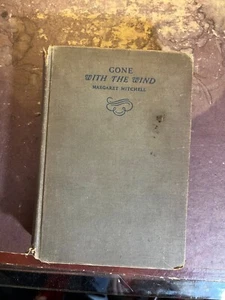 GONE
WITH THE WIND
MARGARET MITCHELL